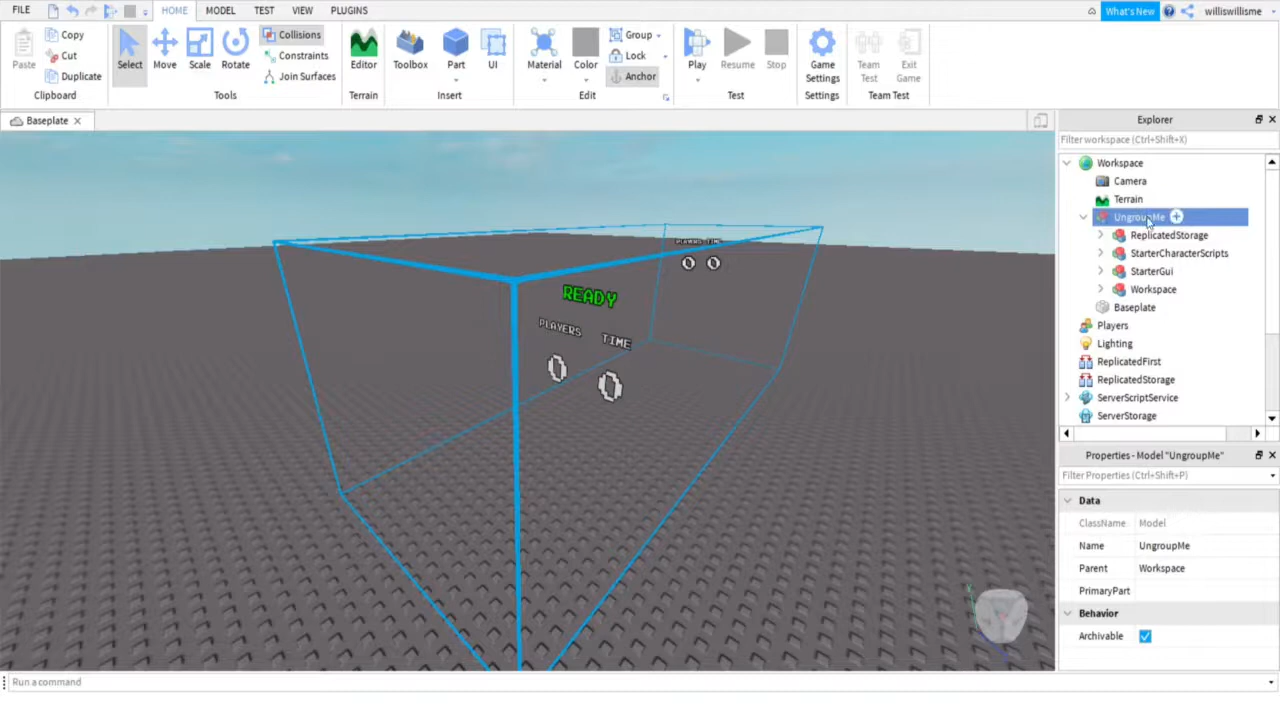 FILE HOME MODEL TEST VIEW PLUGINS What's New williswillisme
Copy Collisions Group
Cut Constraints Lock
Paste Duplicate Select Move Scale Rotate Join Surfaces Editor Toolbox Part UI Material Color Anchor Play Resume Stop Game Settings Team Test Exit Game
Clipboard Tools Terrain Insert Edit Test Settings Team Test
Baseplate
Explorer
Filter workspace (Ctrl+Shift+X)
Workspace
Camera
Terrain
UngroupMe
ReplicatedStorage
StarterCharacterScripts
StarterGui
Workspace
Baseplate
Players
Lighting
ReplicatedFirst
ReplicatedStorage
ServerScriptService
ServerStorage
PLAYERS TIME
0 0
READY
PLAYERS TIME
0 0
Properties - Model "UngroupMe"
Filter Properties (Ctrl+Shift+P)
Data
ClassName Model
Name UngroupMe
Parent Workspace
PrimaryPart
Behavior
Archivable
Run a command